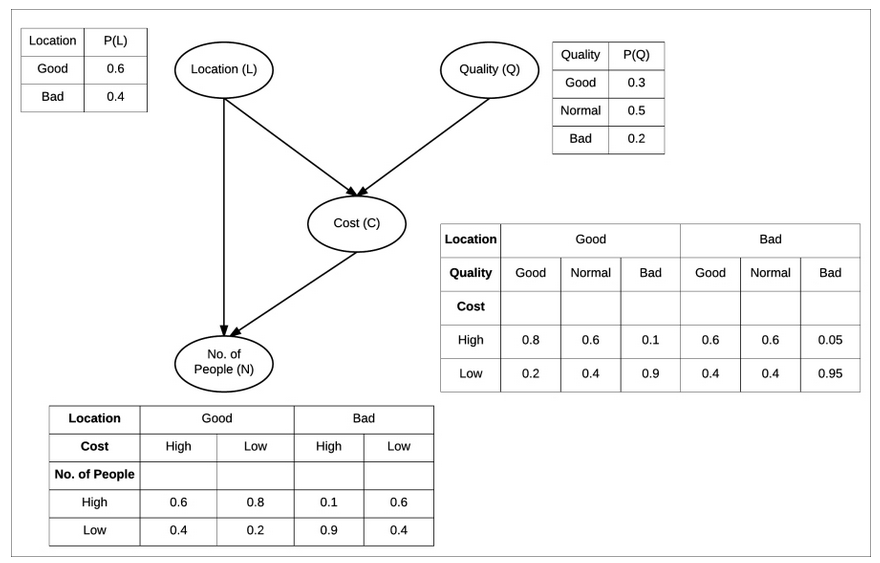 Location P(L)
Good 0.6
Bad 0.4
Location (L)
Quality (Q)
Quality P(Q)
Good 0.3
Normal 0.5
Bad 0.2
Cost (C)
Location Good Bad
Quality Good Normal Bad Good Normal Bad
Cost
High 0.8 0.6 0.1 0.6 0.6 0.05
Low 0.2 0.4 0.9 0.4 0.4 0.95
No. of
People (N)
Location Good Bad
Cost High Low High Low
No. of People
High 0.6 0.8 0.1 0.6
Low 0.4 0.2 0.9 0.4